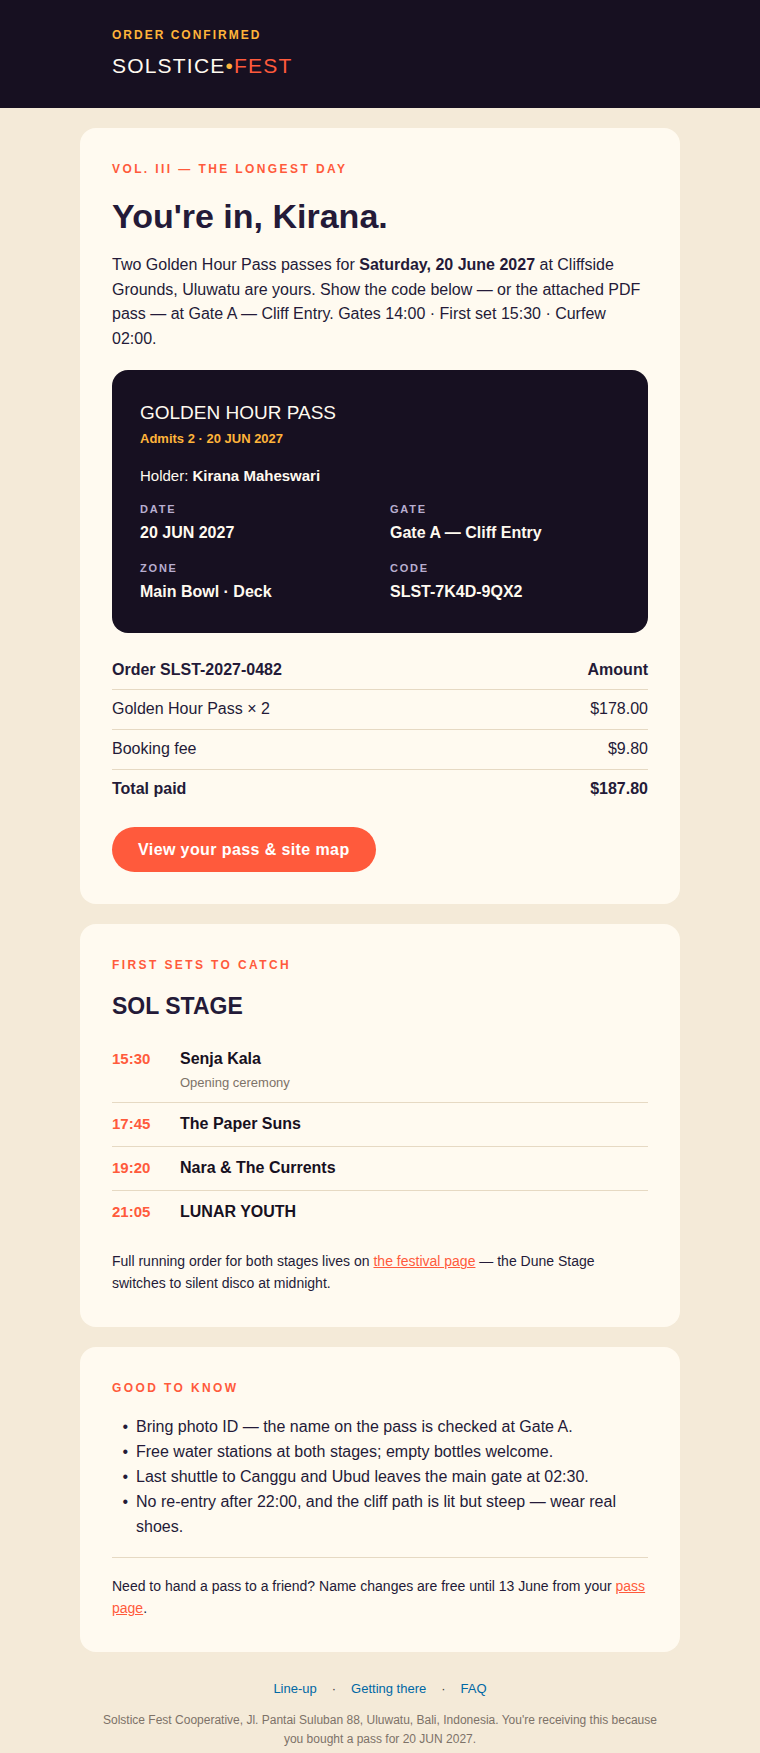 ORDER CONFIRMED
SOLSTICE•FEST
VOL. III — THE LONGEST DAY
You're in, Kirana.
Two Golden Hour Pass passes for Saturday, 20 June 2027 at Cliffside
Grounds, Uluwatu are yours. Show the code below — or the attached PDF
pass — at Gate A — Cliff Entry. Gates 14:00 · First set 15:30 · Curfew
02:00.
GOLDEN HOUR PASS
Admits 2 · 20 JUN 2027
Holder: Kirana Maheswari
DATE GATE
20 JUN 2027 Gate A — Cliff Entry
ZONE CODE
Main Bowl · Deck SLST-7K4D-9QX2
Order SLST-2027-0482 Amount
Golden Hour Pass × 2 $178.00
Booking fee $9.80
Total paid $187.80
View your pass & site map
FIRST SETS TO CATCH
SOL STAGE
15:30 Senja Kala
Opening ceremony
17:45 The Paper Suns
19:20 Nara & The Currents
21:05 LUNAR YOUTH
Full running order for both stages lives on the festival page — the Dune Stage
switches to silent disco at midnight.
GOOD TO KNOW
• Bring photo ID — the name on the pass is checked at Gate A.
• Free water stations at both stages; empty bottles welcome.
• Last shuttle to Canggu and Ubud leaves the main gate at 02:30.
• No re-entry after 22:00, and the cliff path is lit but steep — wear real
shoes.
Need to hand a pass to a friend? Name changes are free until 13 June from your pass
page.
Line-up · Getting there · FAQ
Solstice Fest Cooperative, Jl. Pantai Suluban 88, Uluwatu, Bali, Indonesia. You're receiving this because
you bought a pass for 20 JUN 2027.